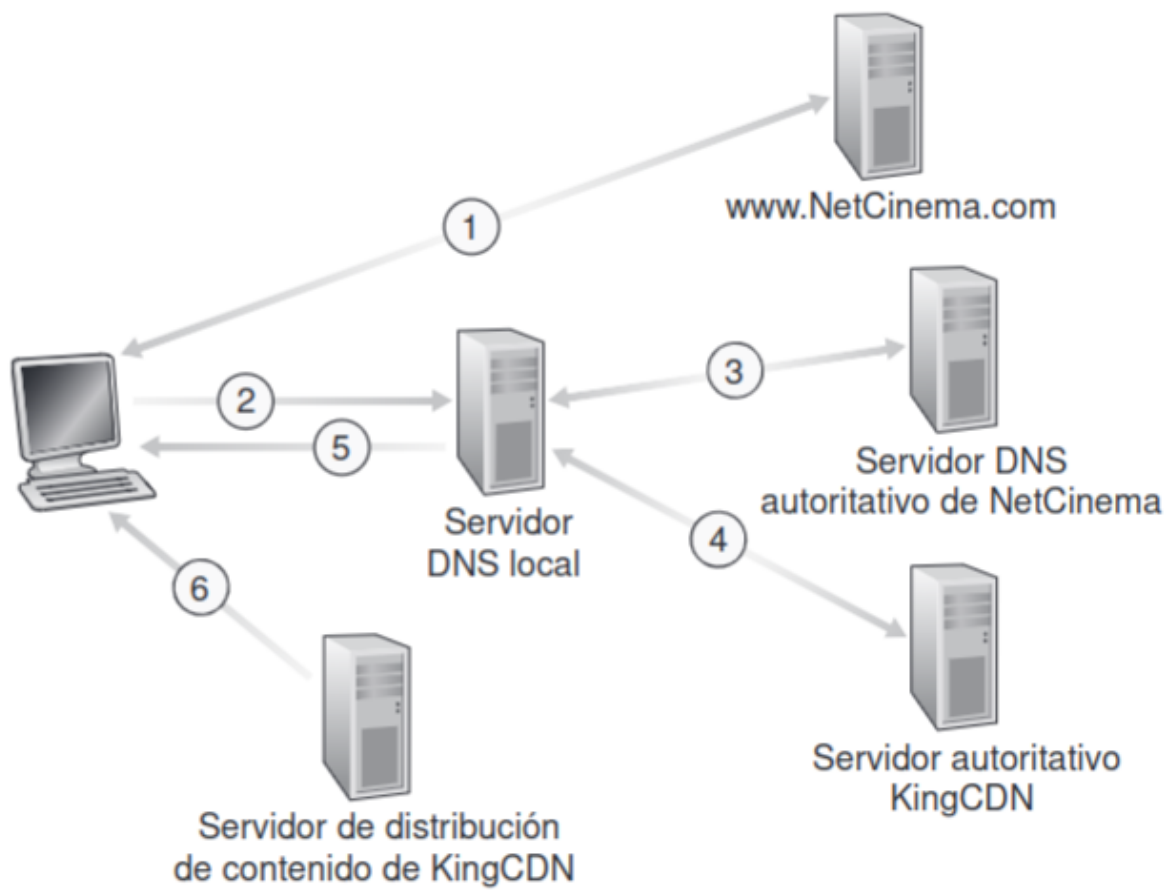 www.NetCinema.com
1
2
3
Servidor DNS
autoritativo de NetCinema
5
Servidor
DNS local
4
6
Servidor autoritativo
KingCDN
Servidor de distribución
de contenido de KingCDN